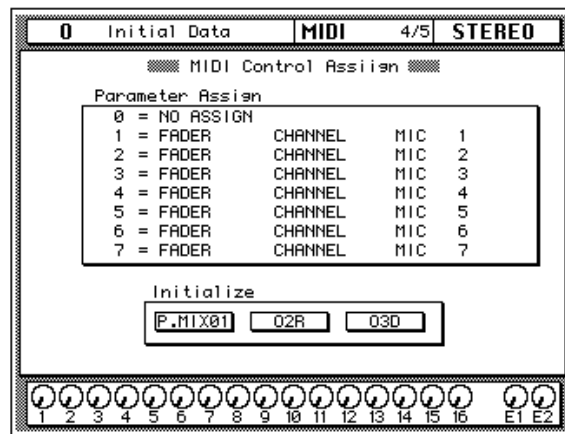 0 Initial Data MIDI 4/5 STEREO
MIDI Control Assiign
Parameter Assign
0 = NO ASSIGN
1 = FADER CHANNEL MIC 1
2 = FADER CHANNEL MIC 2
3 = FADER CHANNEL MIC 3
4 = FADER CHANNEL MIC 4
5 = FADER CHANNEL MIC 5
6 = FADER CHANNEL MIC 6
7 = FADER CHANNEL MIC 7
Initialize
P.MIX01 02R 03D
1 2 3 4 5 6 7 8 9 10 11 12 13 14 15 16 E1 E2